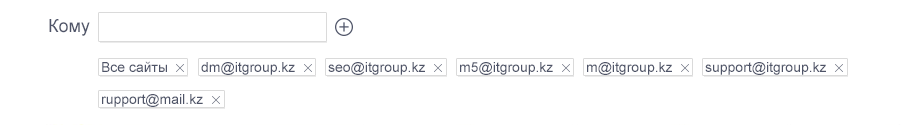 Кому
Все сайты dm@itgroup.kz seo@itgroup.kz m5@itgroup.kz m@itgroup.kz support@itgroup.kz
rupport@mail.kz